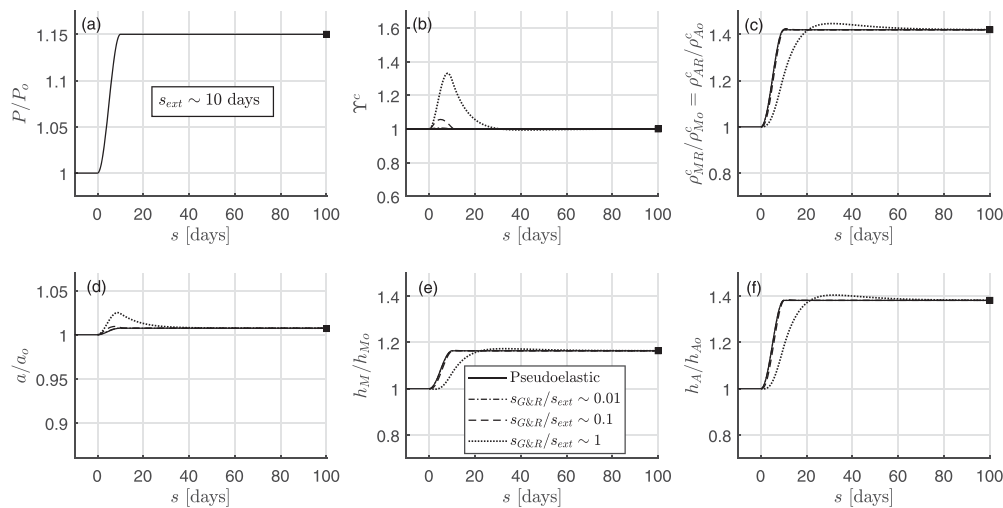 (a)
1.15
1.1
1.05
1
P/P_o
s_ext ∼ 10 days
0 20 40 60 80 100
s [days]
(b)
1.6
1.4
1.2
1
0.8
0.6
ϒ^c
0 20 40 60 80 100
s [days]
(c)
1.4
1.2
1
0.8
ρ^c_MR/ρ^c_Mo = ρ^c_AR/ρ^c_Ao
0 20 40 60 80 100
s [days]
(d)
1.05
1
0.95
0.9
a/a_o
0 20 40 60 80 100
s [days]
(e)
1.4
1.2
1
0.8
h_M/h_Mo
Pseudoelastic
s_G&R/s_ext ∼ 0.01
s_G&R/s_ext ∼ 0.1
s_G&R/s_ext ∼ 1
0 20 40 60 80 100
s [days]
(f)
1.4
1.2
1
0.8
h_A/h_Ao
0 20 40 60 80 100
s [days]